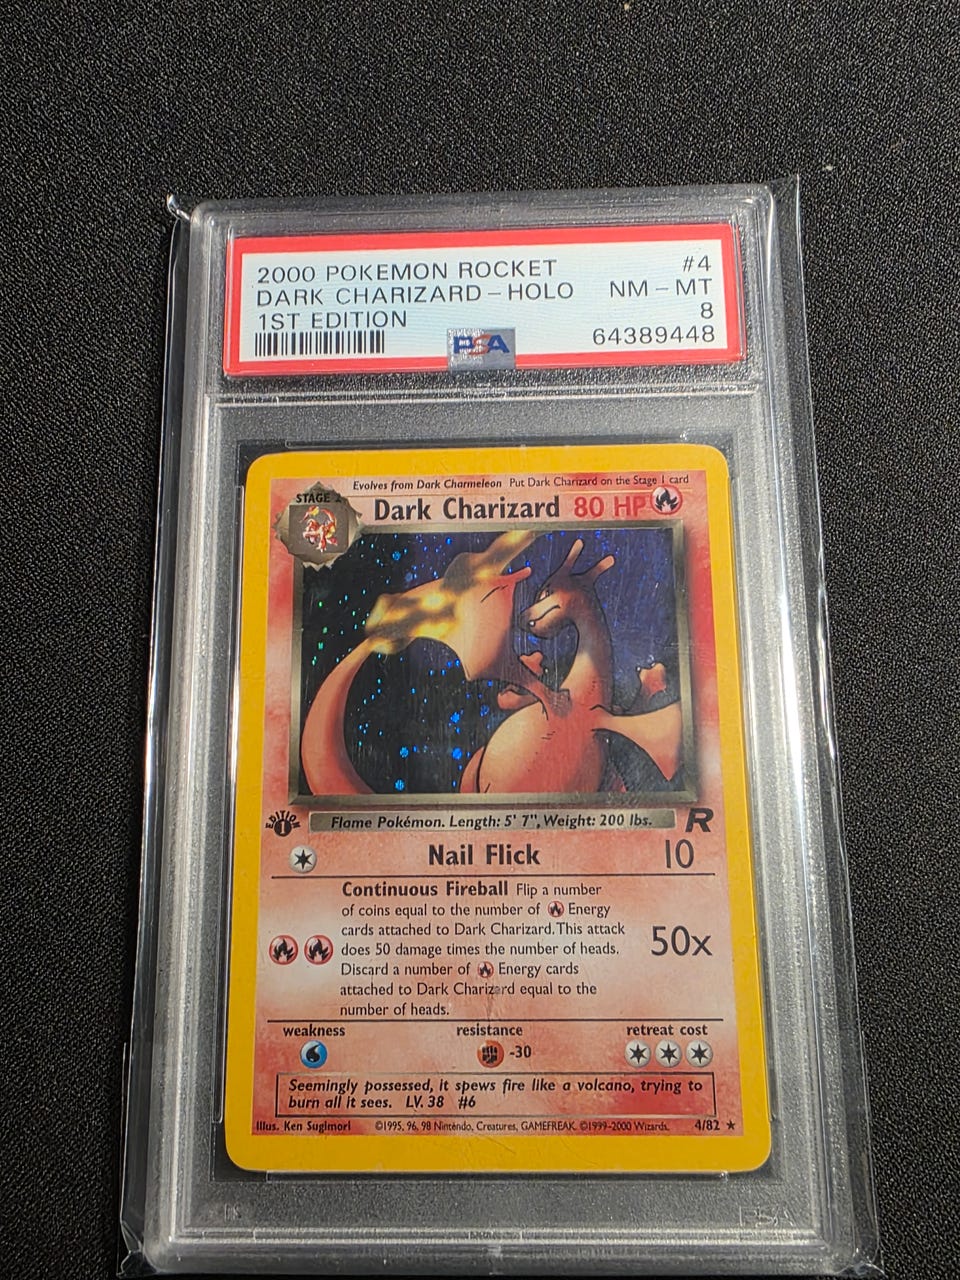 2000 POKEMON ROCKET #4
DARK CHARIZARD - HOLO NM - MT
1ST EDITION 8
PSA 64389448
Evolves from Dark Charmeleon Put Dark Charizard on the Stage 1 card
STAGE 2
Dark Charizard 80 HP
EDITION
1
Flame Pokémon. Length: 5' 7", Weight: 200 lbs.
R
Nail Flick 10
Continuous Fireball Flip a number
of coins equal to the number of Energy
cards attached to Dark Charizard. This attack
does 50 damage times the number of heads. 50x
Discard a number of Energy cards
attached to Dark Charizard equal to the
number of heads.
weakness resistance retreat cost
-30
Seemingly possessed, it spews fire like a volcano, trying to
burn all it sees. LV. 38 #6
Illus. Ken Sugimori ©1995, 96, 98 Nintendo, Creatures, GAMEFREAK. ©1999-2000 Wizards. 4/82 ★
PSA